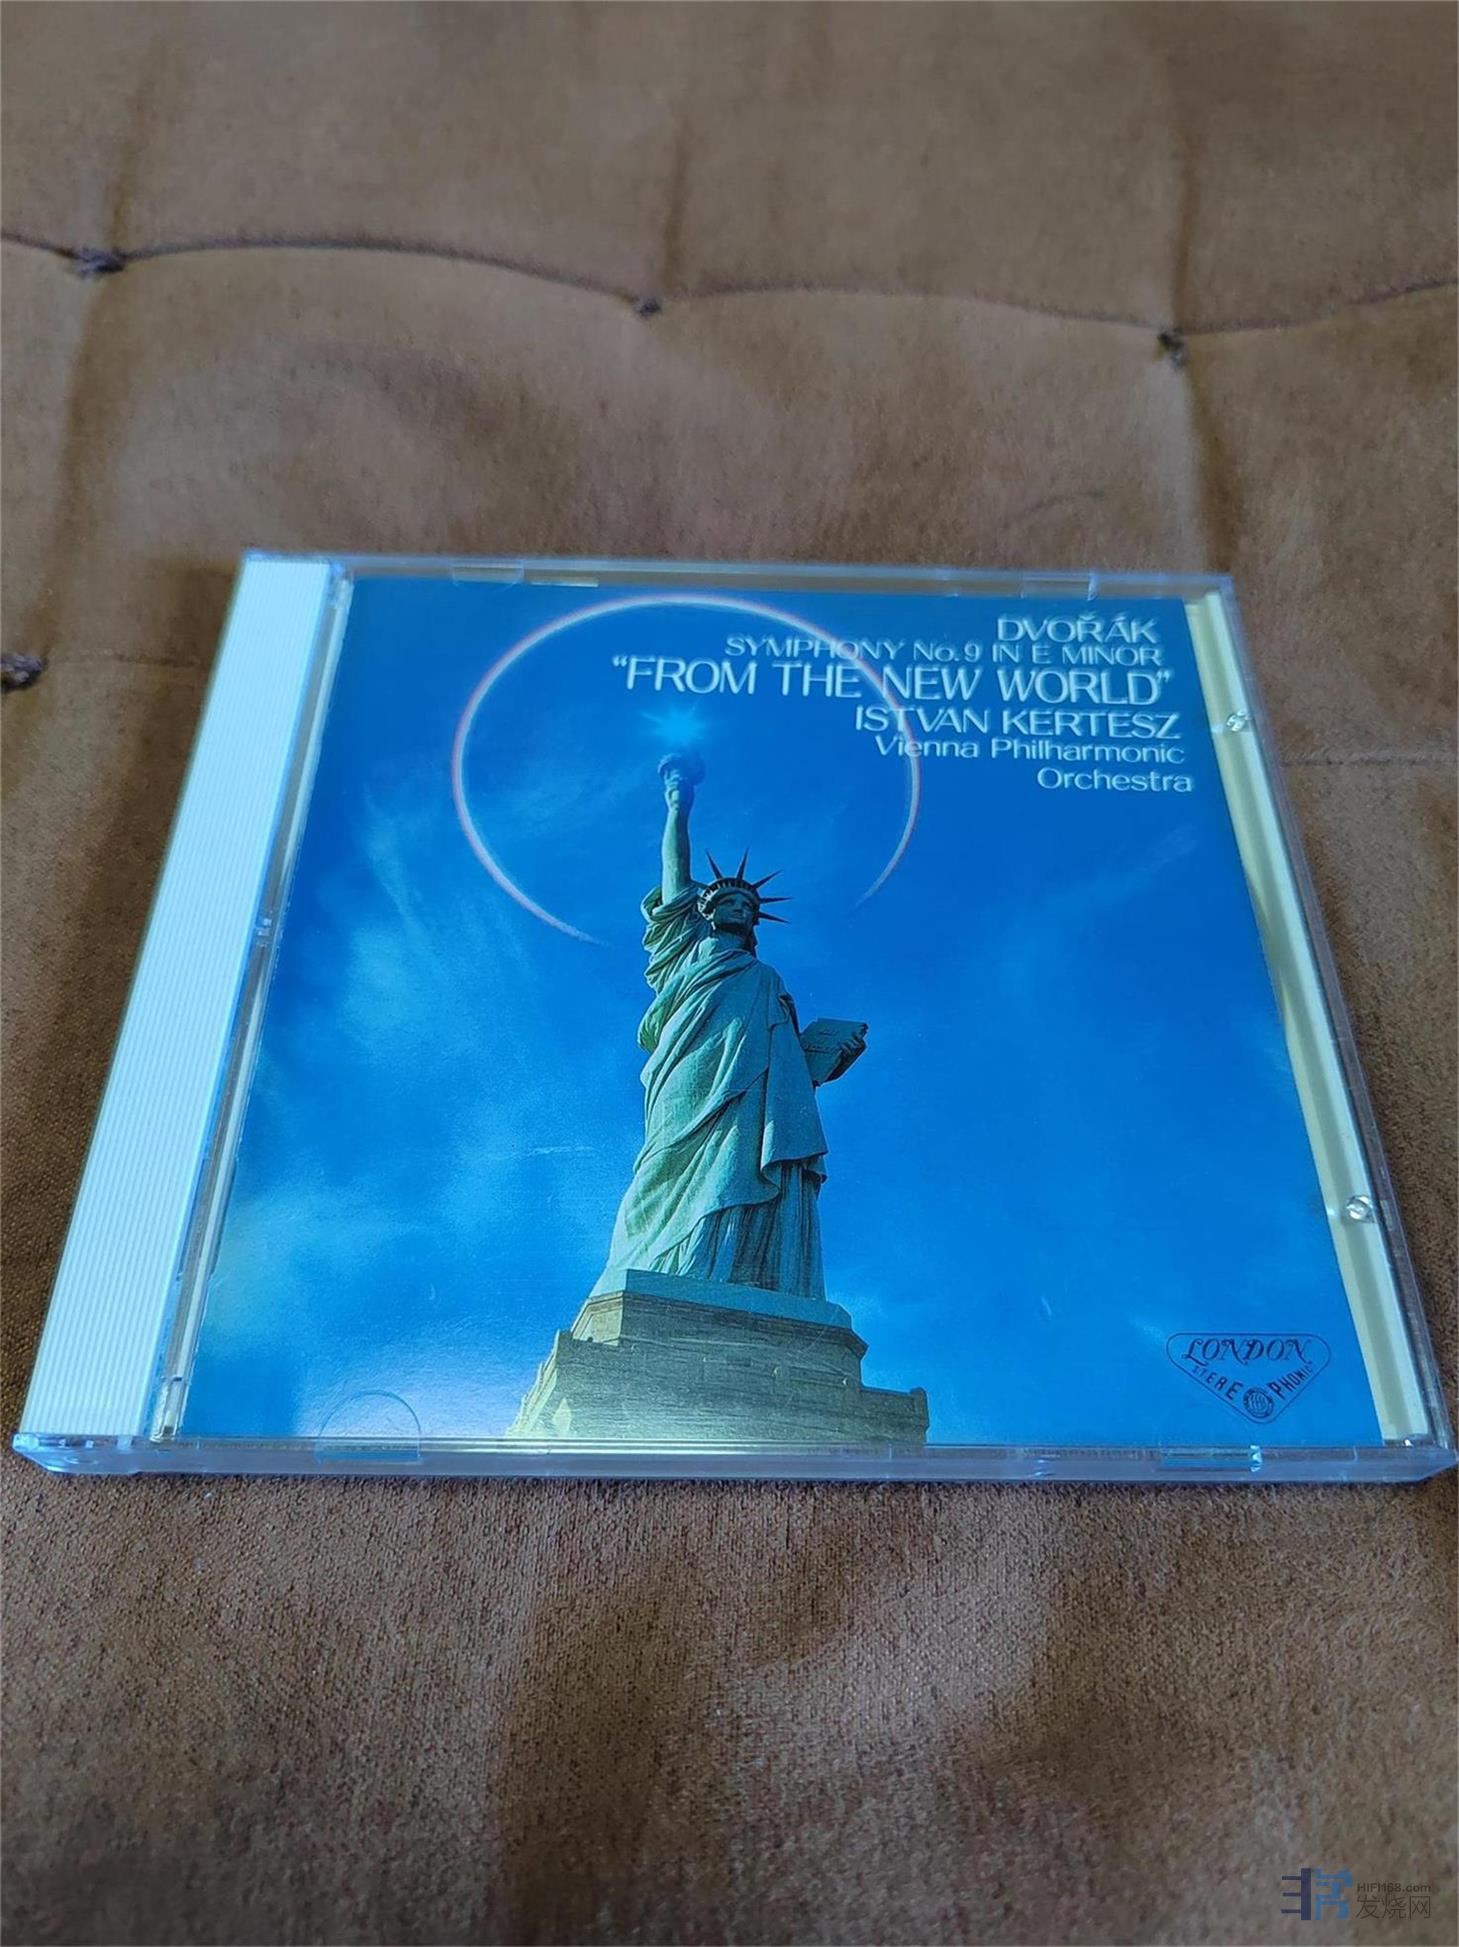 DVOŘÁK
SYMPHONY No.9 IN E MINOR
“FROM THE NEW WORLD”
ISTVAN KERTESZ
Vienna Philharmonic
Orchestra
LONDON
STEREOPHONIC
HIFI168.com
发烧网